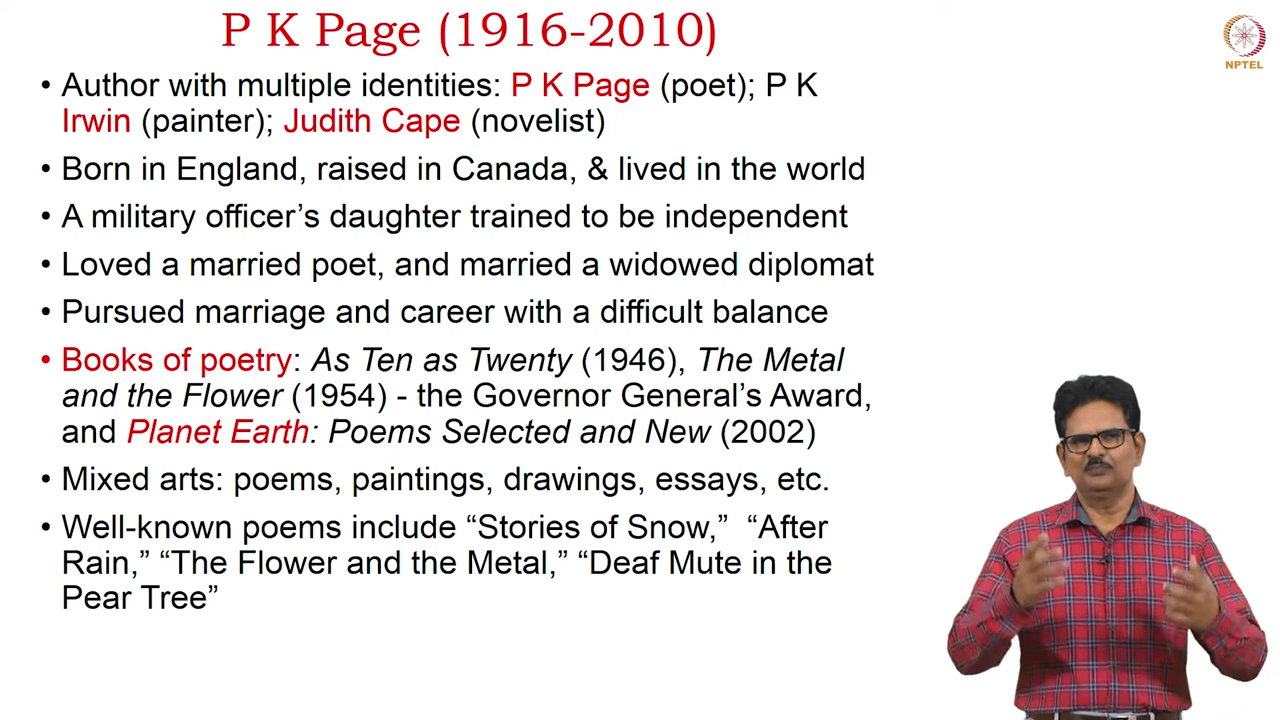 P K Page (1916-2010)
NPTEL
• Author with multiple identities: P K Page (poet); P K
Irwin (painter); Judith Cape (novelist)
• Born in England, raised in Canada, & lived in the world
• A military officer’s daughter trained to be independent
• Loved a married poet, and married a widowed diplomat
• Pursued marriage and career with a difficult balance
• Books of poetry: As Ten as Twenty (1946), The Metal
and the Flower (1954) - the Governor General’s Award,
and Planet Earth: Poems Selected and New (2002)
• Mixed arts: poems, paintings, drawings, essays, etc.
• Well-known poems include “Stories of Snow,” “After
Rain,” “The Flower and the Metal,” “Deaf Mute in the
Pear Tree”